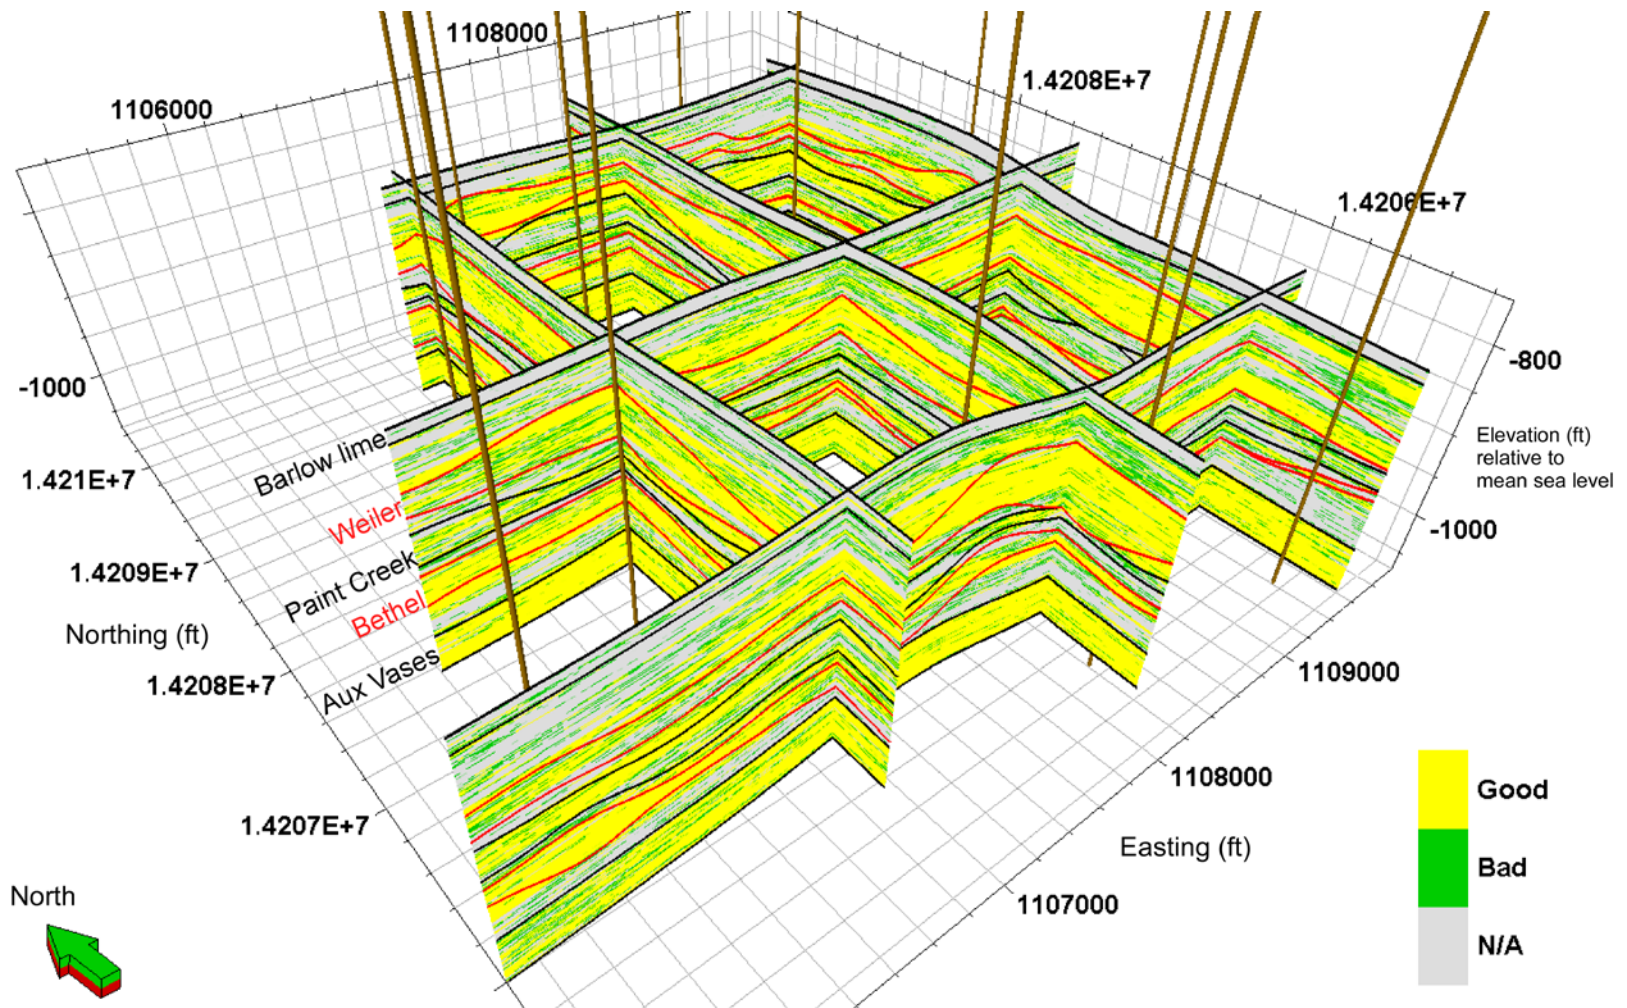 1108000
1106000
1.4208E+7
1.4206E+7
-1000
-800
Barlow lime
Elevation (ft)
relative to
mean sea level
1.421E+7
Weiler
-1000
1.4209E+7
Paint Creek
Bethel
Northing (ft)
Aux Vases
1.4208E+7
1109000
1108000
Good
1.4207E+7
Easting (ft)
Bad
North
1107000
N/A